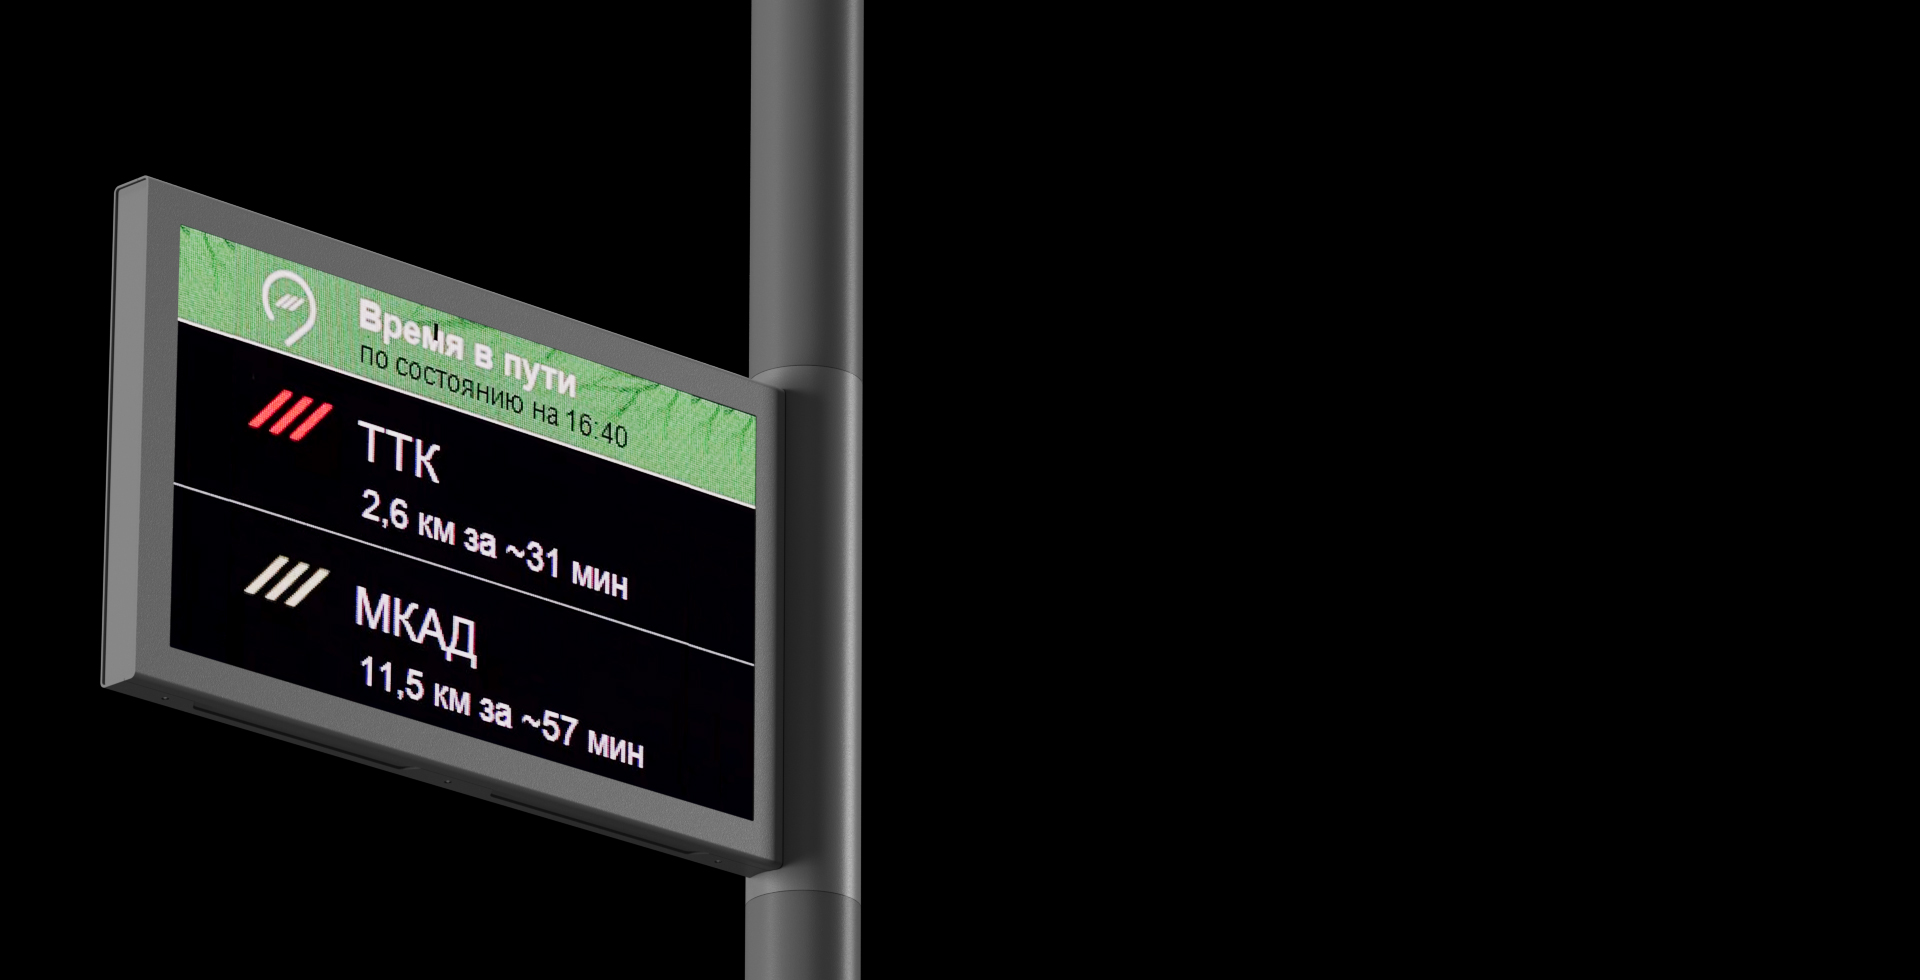 Время в пути
по состоянию на 16:40
ТТК
2,6 км за ~31 мин
МКАД
11,5 км за ~57 мин